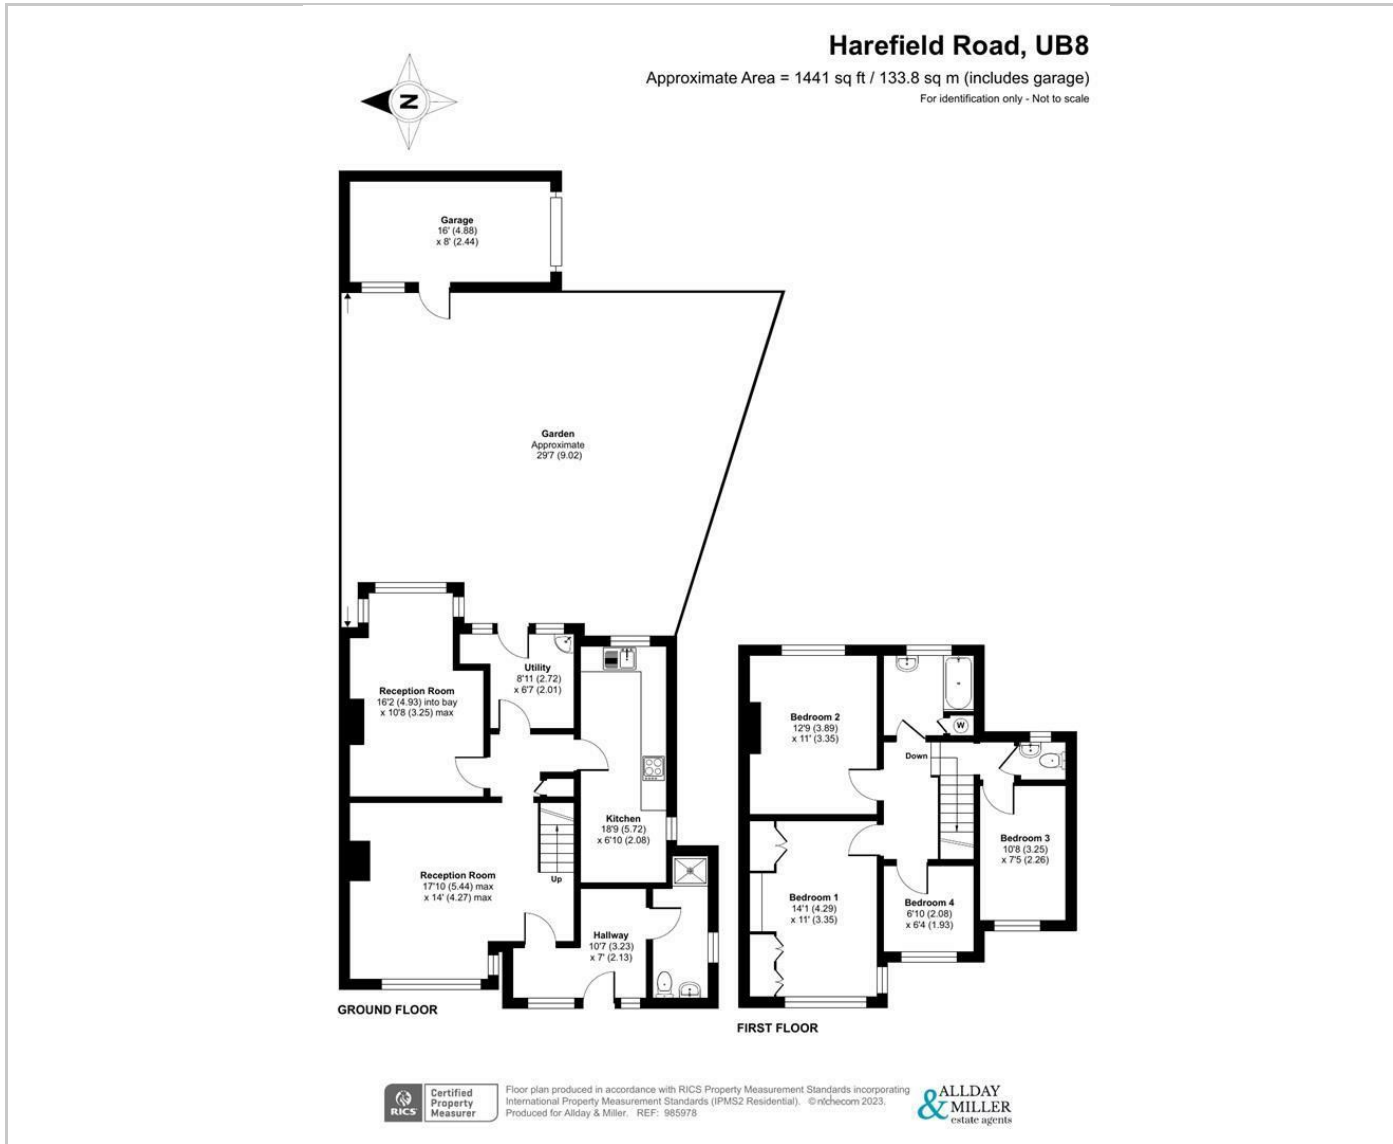 Harefield Road, UB8
Approximate Area = 1441 sq ft / 133.8 sq m (includes garage)
For identification only - Not to scale
N
Garage
16' (4.88)
x 8' (2.44)
Garden
Approximate
29'7 (9.02)
Utility
8'11 (2.72)
x 6'7 (2.01)
Reception Room
16'2 (4.93) into bay
x 10'8 (3.25) max
Kitchen
18'9 (5.72)
x 6'10 (2.08)
Reception Room
17'10 (5.44) max
x 14' (4.27) max
Up
Hallway
10'7 (3.23)
x 7' (2.13)
GROUND FLOOR
Bedroom 2
12'9 (3.89)
x 11' (3.35)
W
Down
Bedroom 3
10'8 (3.25)
x 7'5 (2.26)
Bedroom 1
14'1 (4.29)
x 11' (3.35)
Bedroom 4
6'10 (2.08)
x 6'4 (1.93)
FIRST FLOOR
RICS
Certified
Property
Measurer
Floor plan produced in accordance with RICS Property Measurement Standards incorporating
International Property Measurement Standards (IPMS2 Residential). © nichecom 2023.
Produced for Allday & Miller. REF: 985978
ALLDAY
& MILLER
estate agents